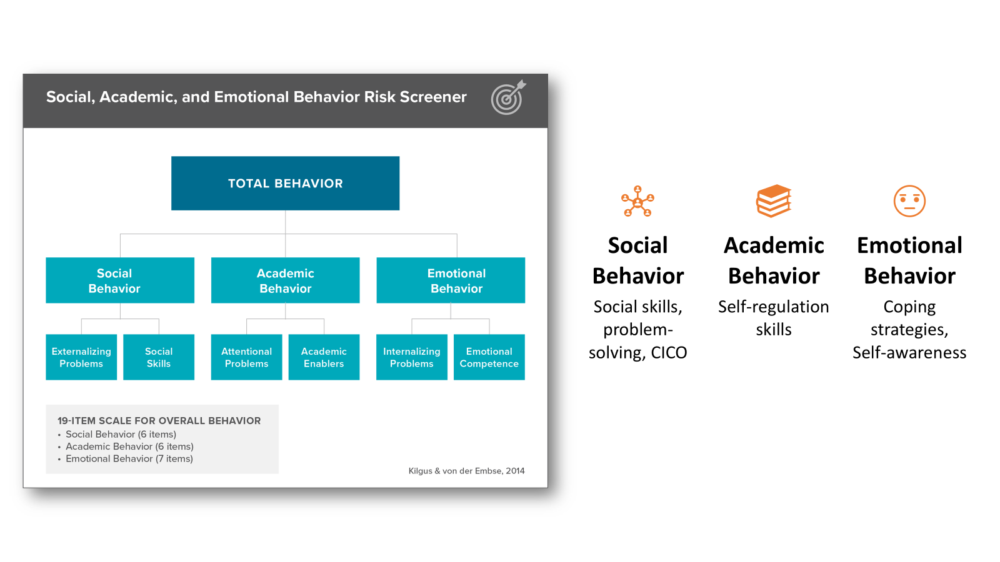 Social, Academic, and Emotional Behavior Risk Screener
TOTAL BEHAVIOR
Social
Behavior
Academic
Behavior
Emotional
Behavior
Externalizing
Problems
Social
Skills
Attentional
Problems
Academic
Enablers
Internalizing
Problems
Emotional
Competence
19-ITEM SCALE FOR OVERALL BEHAVIOR
• Social Behavior (6 items)
• Academic Behavior (6 items)
• Emotional Behavior (7 items)
Kilgus & von der Embse, 2014
Social
Behavior
Social skills,
problem-
solving, CICO
Academic
Behavior
Self-regulation
skills
Emotional
Behavior
Coping
strategies,
Self-awareness